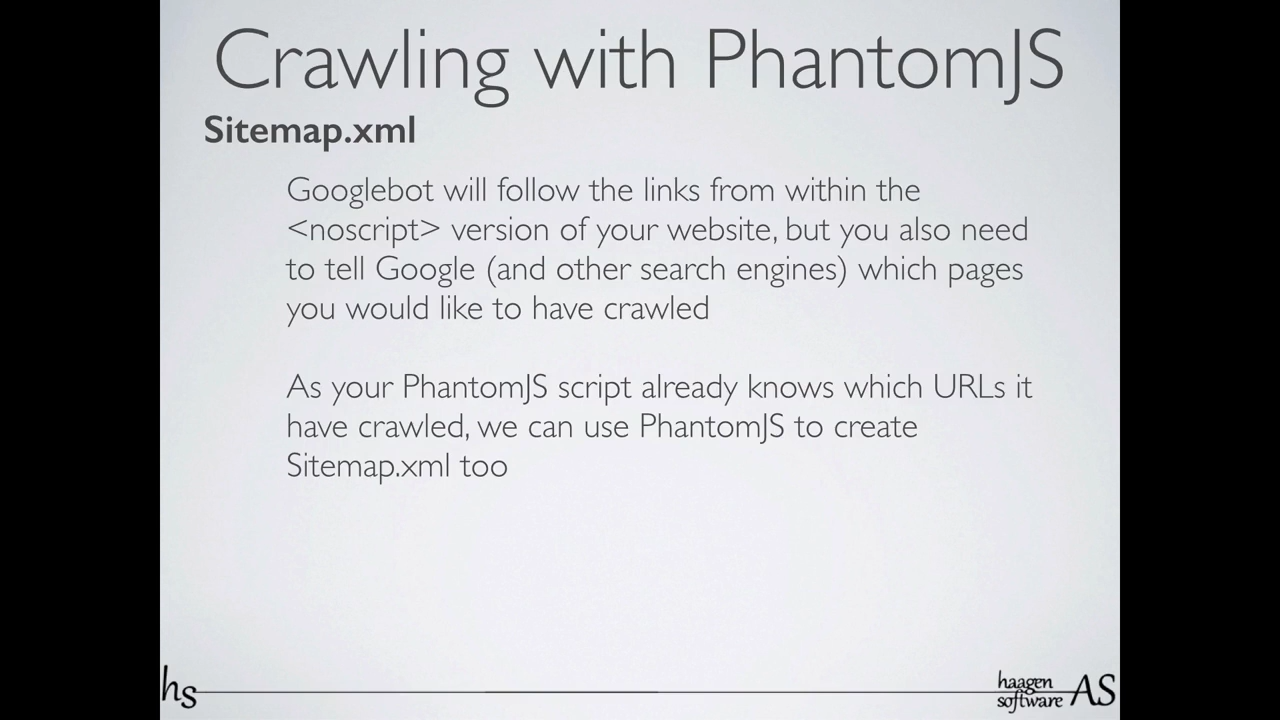 Crawling with PhantomJS
Sitemap.xml
Googlebot will follow the links from within the
<noscript> version of your website, but you also need
to tell Google (and other search engines) which pages
you would like to have crawled
As your PhantomJS script already knows which URLs it
have crawled, we can use PhantomJS to create
Sitemap.xml too
hs
haagen
software AS